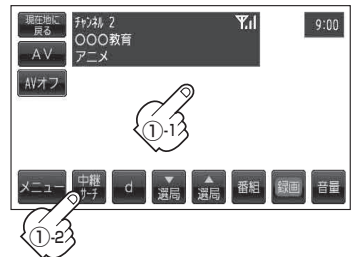 現在地に
戻る
チャンネル 2
○○○教育
アニメ
9:00
AV
AVオフ
①-1
メニュー
中継
サーチ
d
▼
選局
▲
選局
番組
録画
音量
①-2